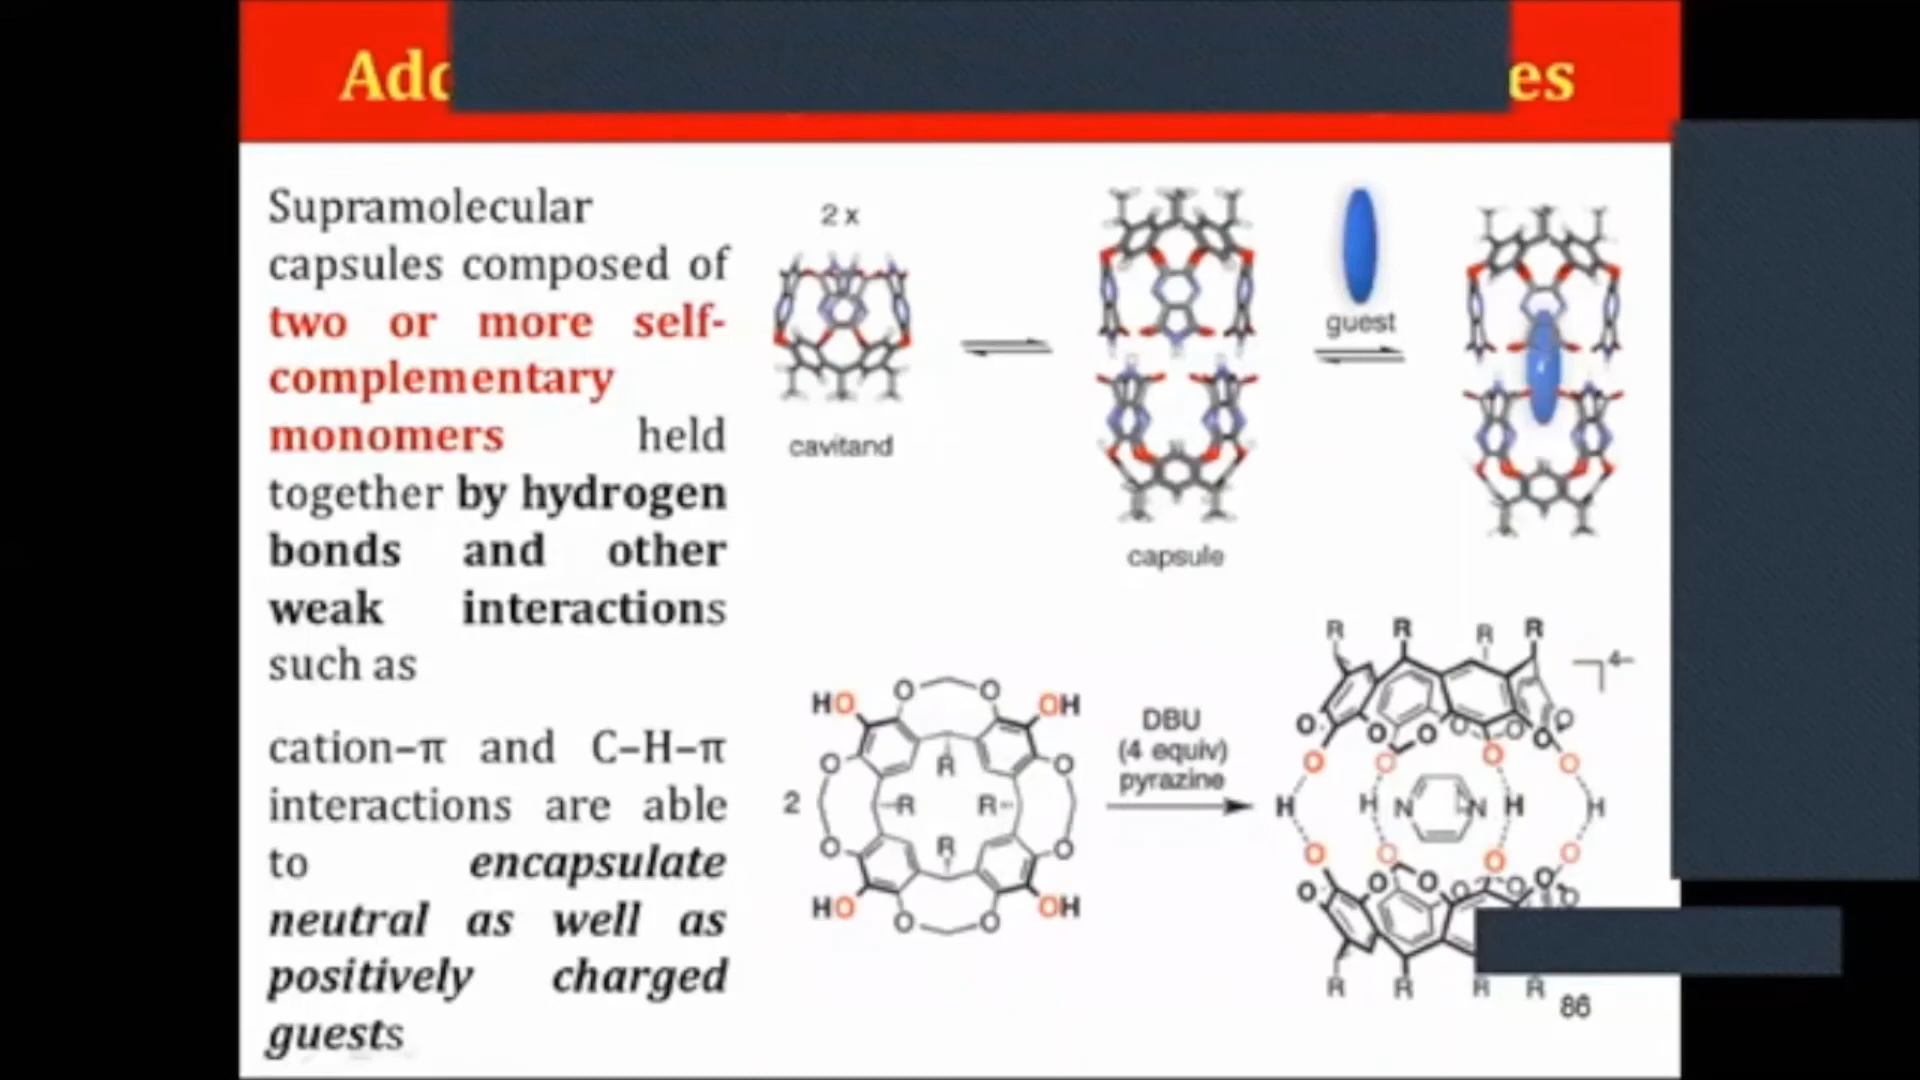 Supramolecular
capsules composed of
two or more self-
complementary
monomers held
together by hydrogen
bonds and other
weak interactions
such as
cation–π and C–H–π
interactions are able
to encapsulate
neutral as well as
positively charged
guests
2 x
cavitand
capsule
guest
2
HO
O
O
OH
O
O
R
R
R
R
O
O
HO
O
O
OH
DBU
(4 equiv)
pyrazine
R R R R
4–
O O O O O O
O O O O
H H N N H H
O O O O
O O O O O O
R R R R
86